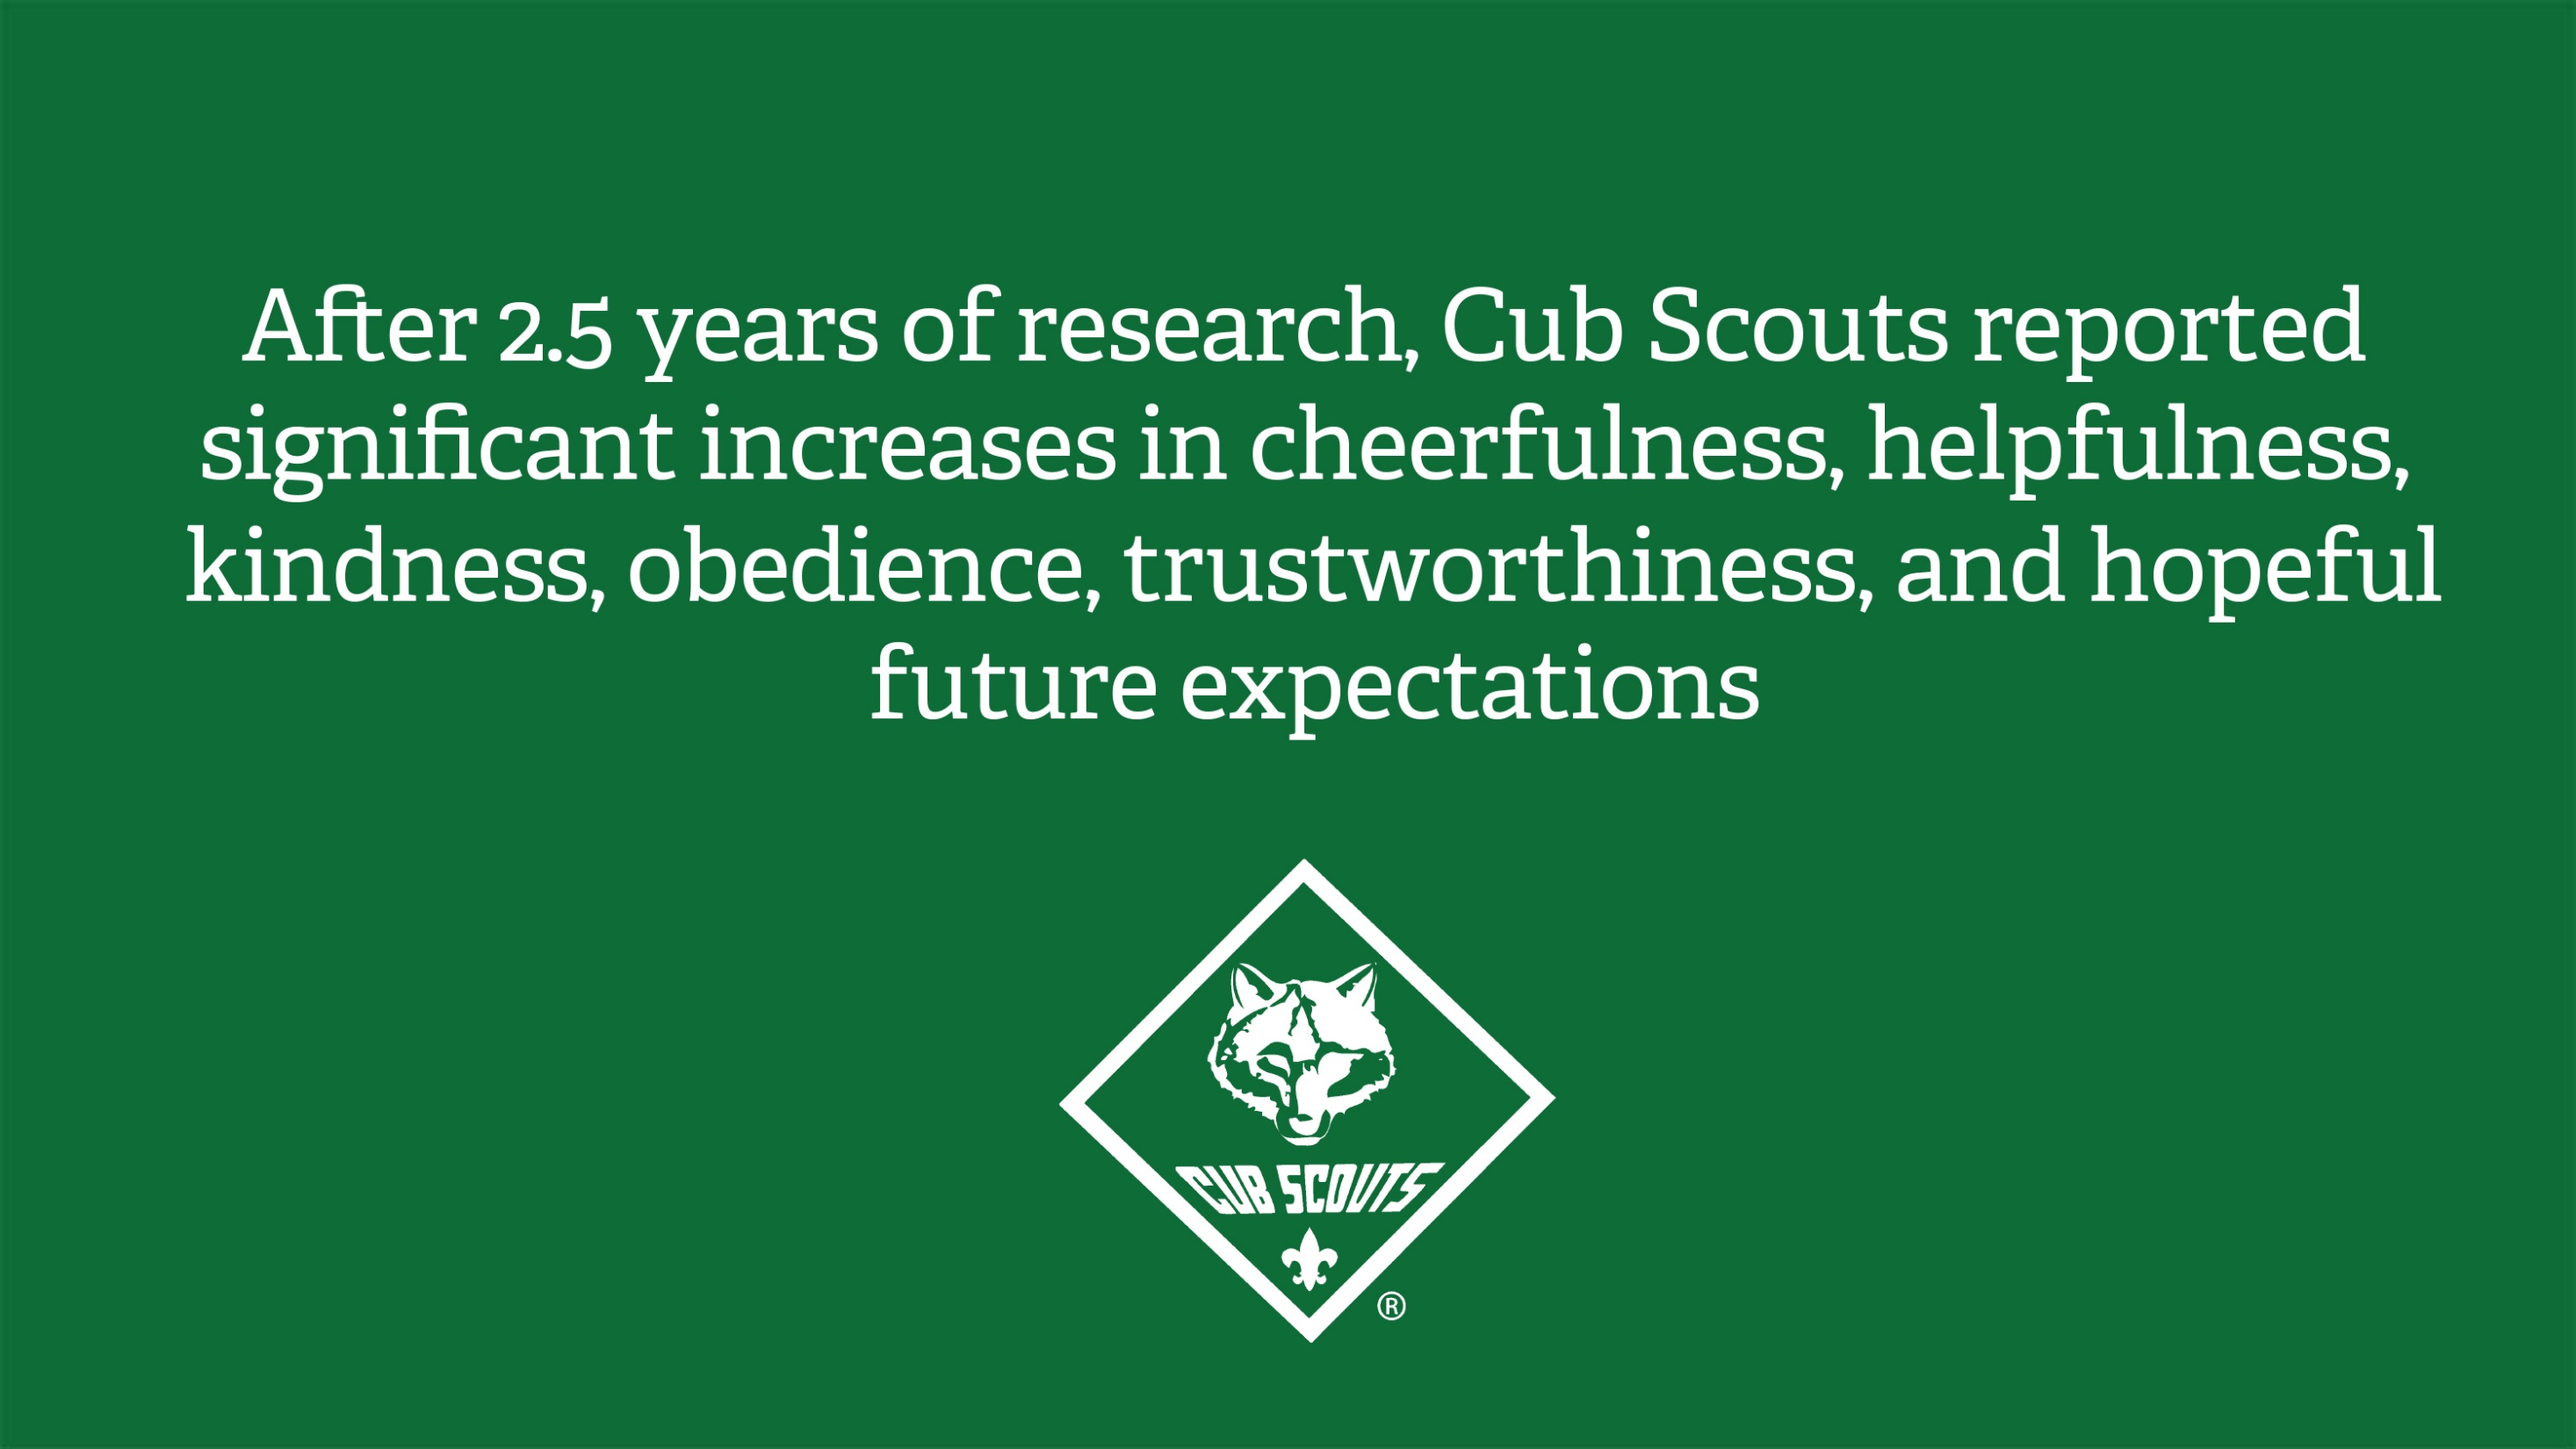 After 2.5 years of research, Cub Scouts reported
significant increases in cheerfulness, helpfulness,
kindness, obedience, trustworthiness, and hopeful
future expectations
CUB SCOUTS
®